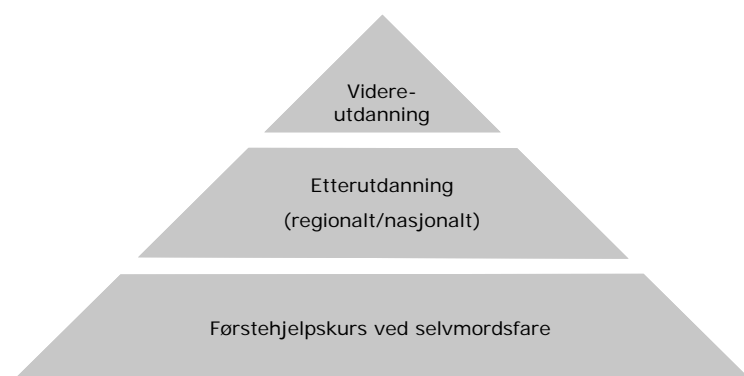 Videre-
utdanning
Etterutdanning
(regionalt/nasjonalt)
Førstehjelpskurs ved selvmordsfare